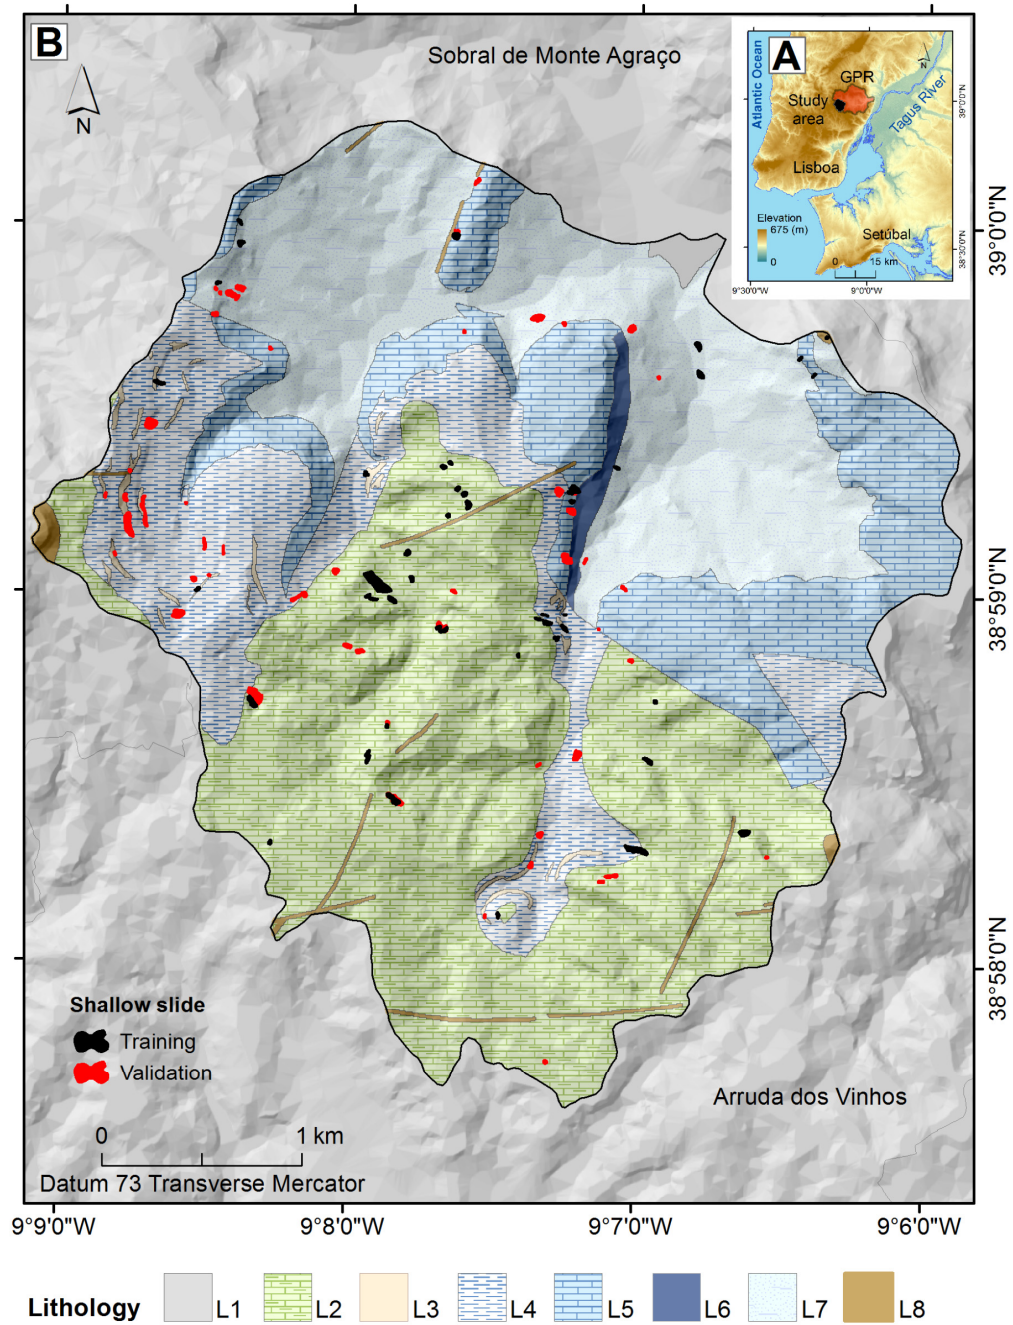 B
Sobral de Monte Agraço
N
A
N
Atlantic Ocean
GPR
Study
area
Tagus River
Lisboa
Elevation
675 (m)
0
Setúbal
0 15 km
9°30'0"W
9°0'0"W
39°0'0"N
38°30'0"N
39°0'0"N
38°59'0"N
38°58'0"N
Shallow slide
Training
Validation
0 1 km
Datum 73 Transverse Mercator
Arruda dos Vinhos
9°9'0"W 9°8'0"W 9°7'0"W 9°6'0"W
Lithology L1 L2 L3 L4 L5 L6 L7 L8